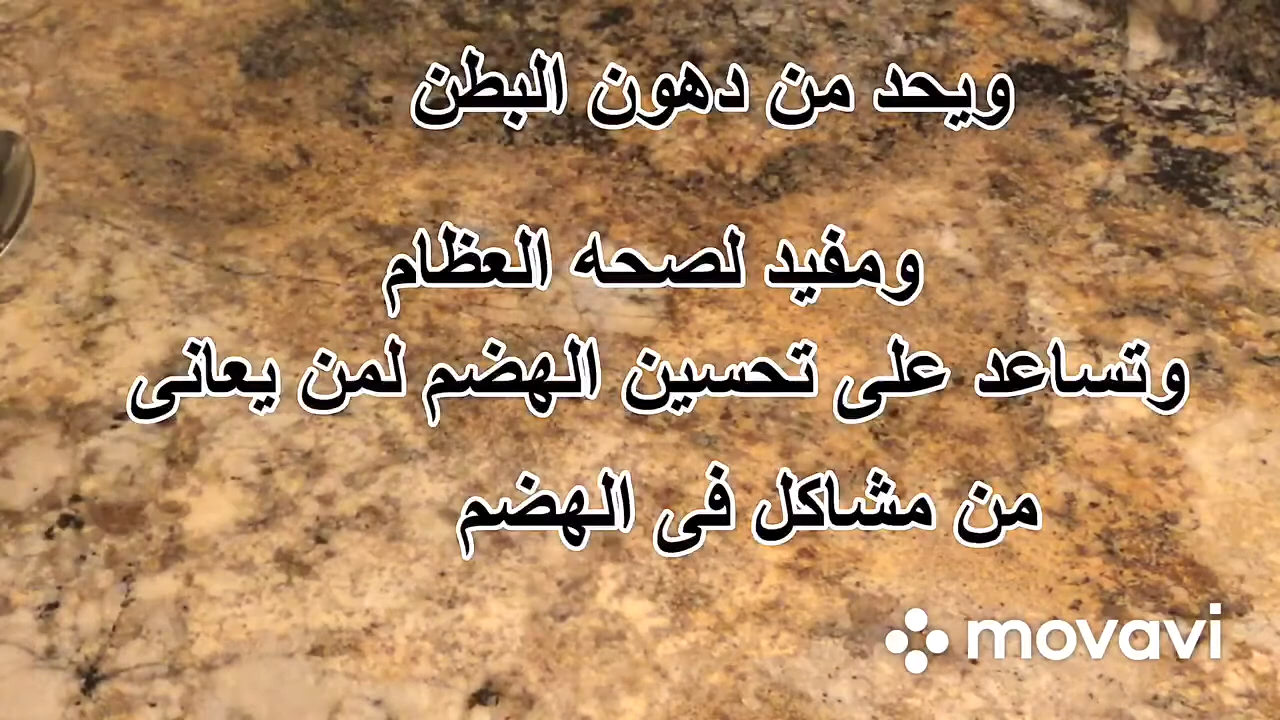 ويحد من دهون البطن
ومفيد لصحه العظام
وتساعد على تحسين الهضم لمن يعانى
من مشاكل فى الهضم
movavi